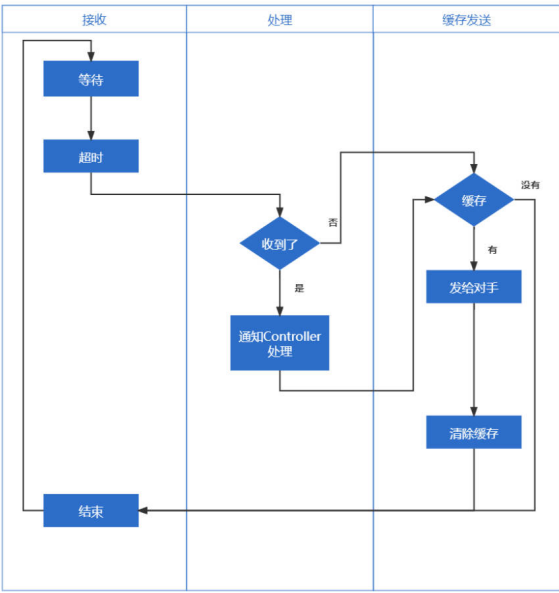 接收
处理
缓存发送
等待
超时
没有
缓存
否
收到了
有
是
发给对手
通知Controller
处理
清除缓存
结束